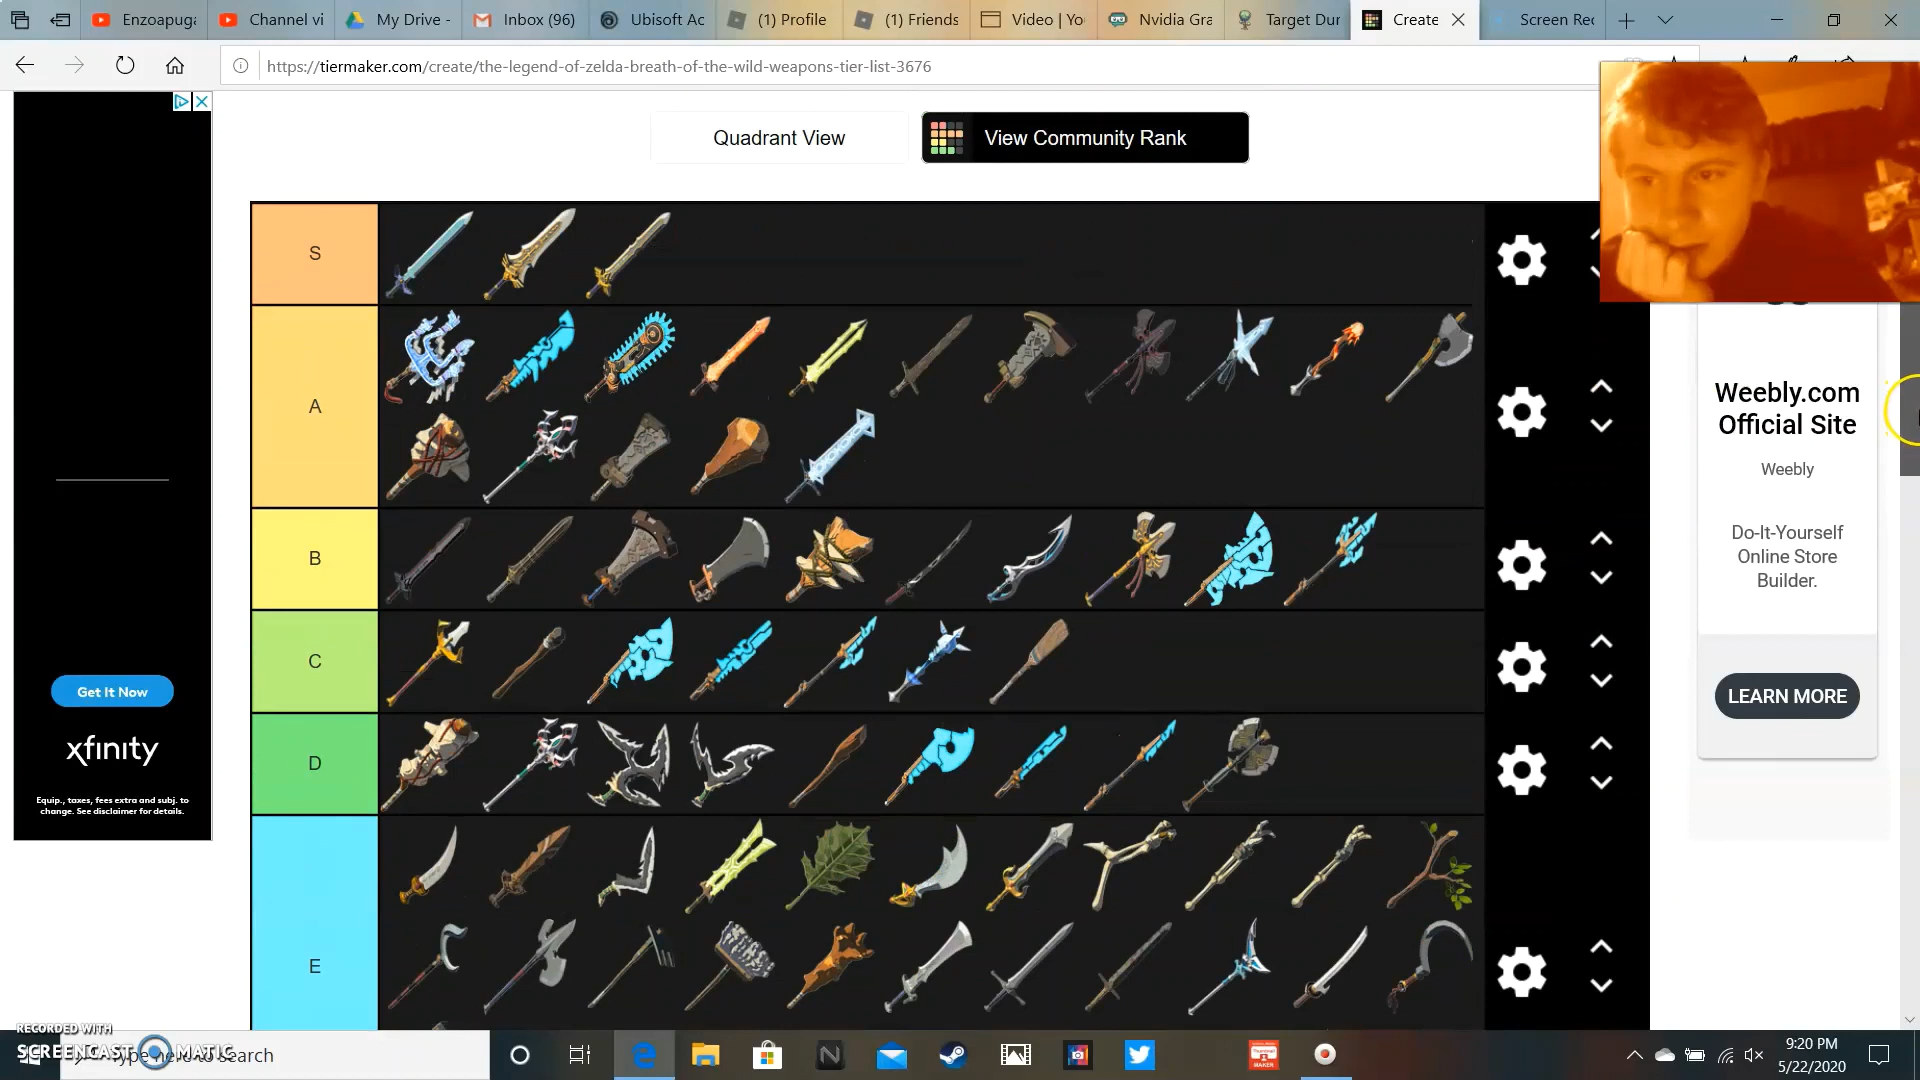 Enzoapuga
Channel vi
My Drive -
Inbox (96)
Ubisoft Ac
(1) Profile
(1) Friends
Video | Yo
Nvidia Gra
Target Dur
Create
Screen Rec
https://tiermaker.com/create/the-legend-of-zelda-breath-of-the-wild-weapons-tier-list-3676
Quadrant View
View Community Rank
S
A
B
C
D
E
Get It Now
xfinity
Equip., taxes, fees extra and subj. to
change. See disclaimer for details.
Weebly.com
Official Site
Weebly
Do-It-Yourself
Online Store
Builder.
LEARN MORE
RECORDED WITH
SCREENCAST MATIC
Type here to search
9:20 PM
5/22/2020